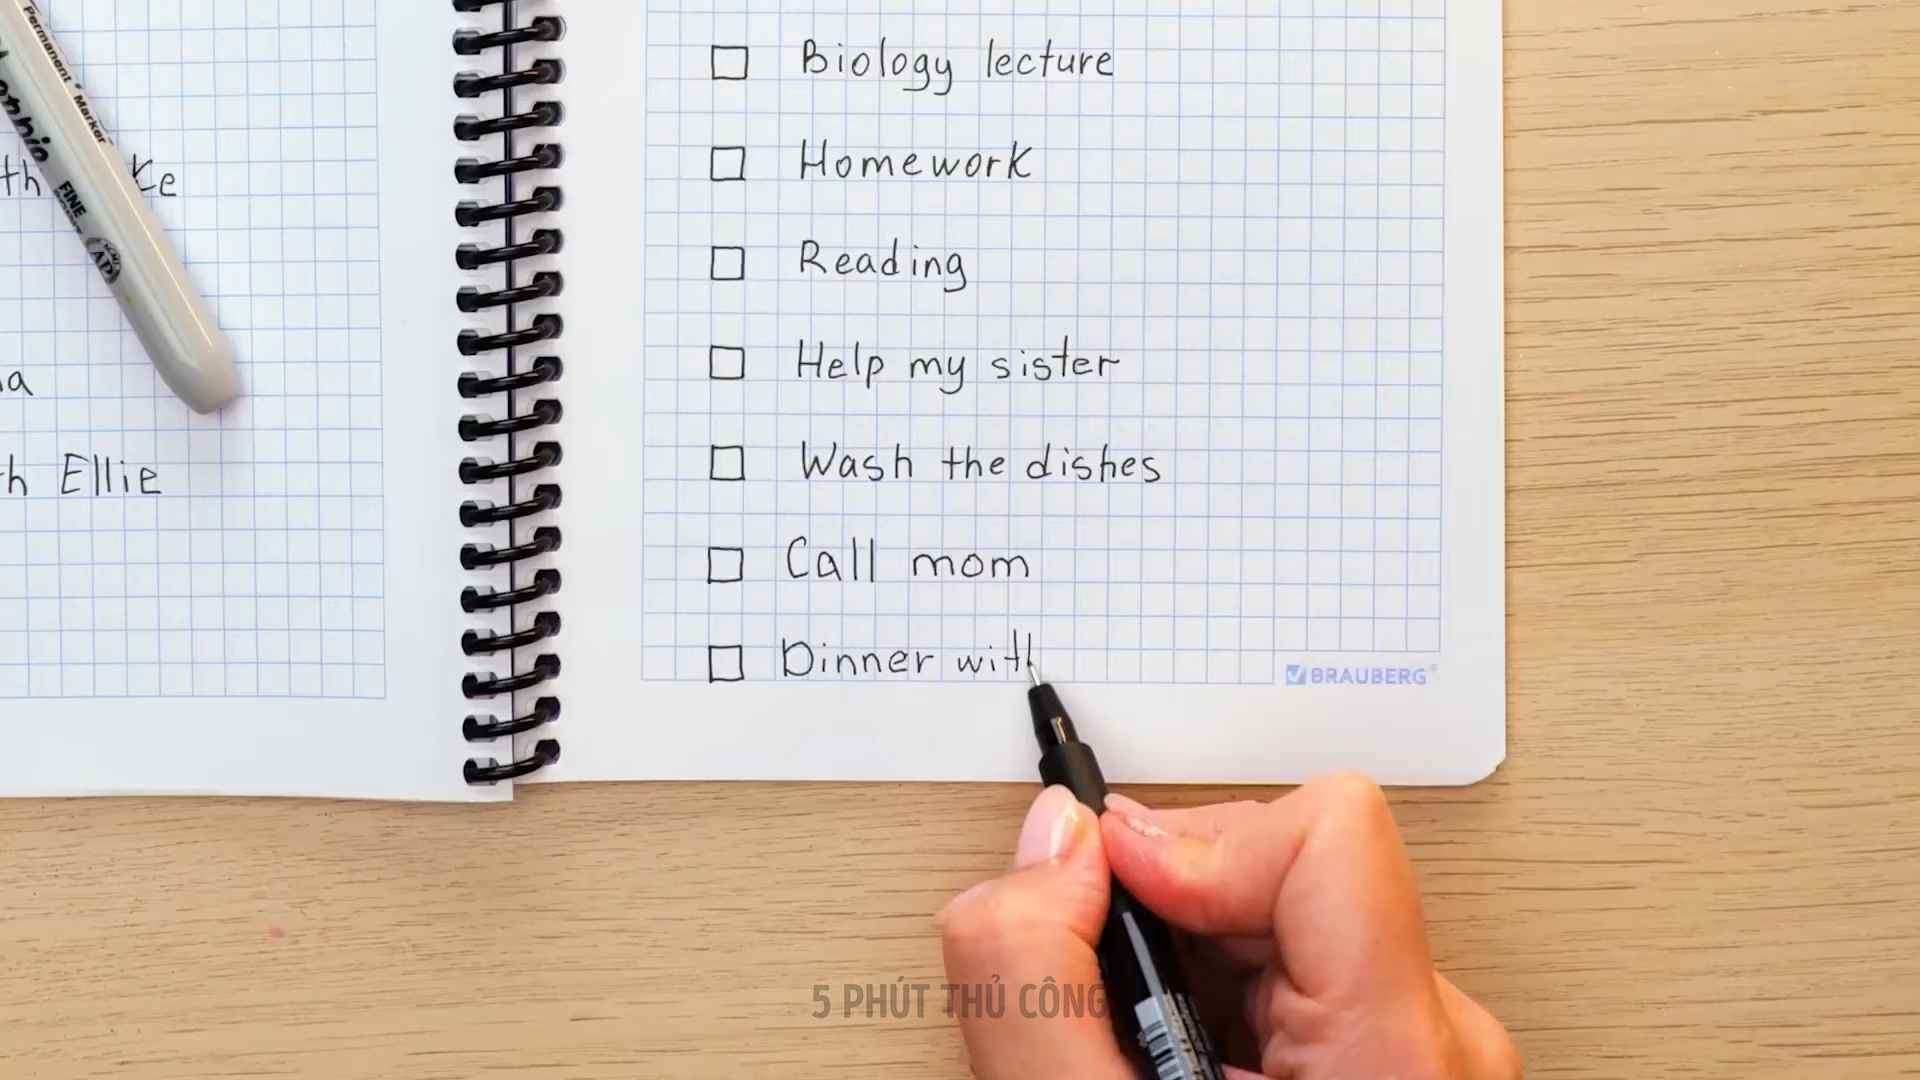 Permanent Marker
FINE
ke
Ellie
Biology lecture
Homework
Reading
Help my sister
Wash the dishes
Call mom
Dinner with
BRAUBERG®
5 PHÚT THỦ CÔNG